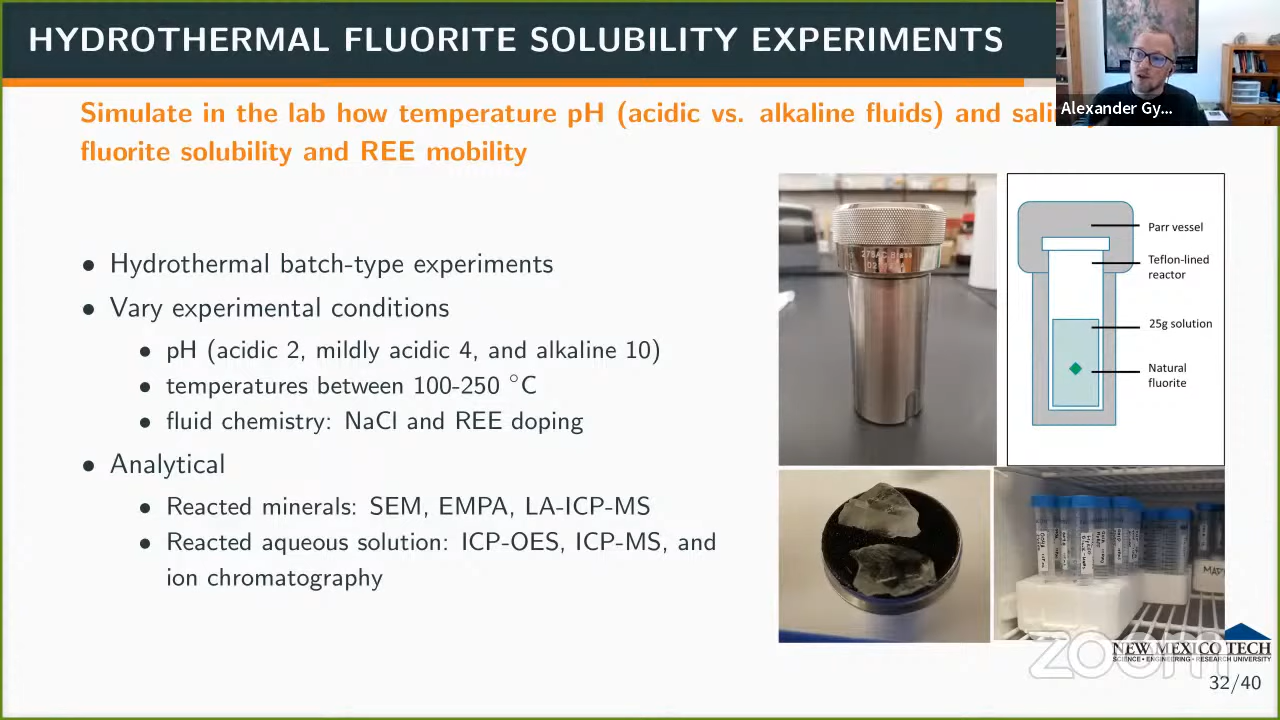 HYDROTHERMAL FLUORITE SOLUBILITY EXPERIMENTS
Alexander Gy...
Simulate in the lab how temperature pH (acidic vs. alkaline fluids) and
fluorite solubility and REE mobility
● Hydrothermal batch-type experiments
● Vary experimental conditions
● pH (acidic 2, mildly acidic 4, and alkaline 10)
● temperatures between 100-250 °C
● fluid chemistry: NaCl and REE doping
● Analytical
● Reacted minerals: SEM, EMPA, LA-ICP-MS
● Reacted aqueous solution: ICP-OES, ICP-MS, and
ion chromatography
Parr vessel
Teflon-lined
reactor
25g solution
Natural
fluorite
zoom
NEW MEXICO TECH
SCIENCE • ENGINEERING • RESEARCH UNIVERSITY
32/40